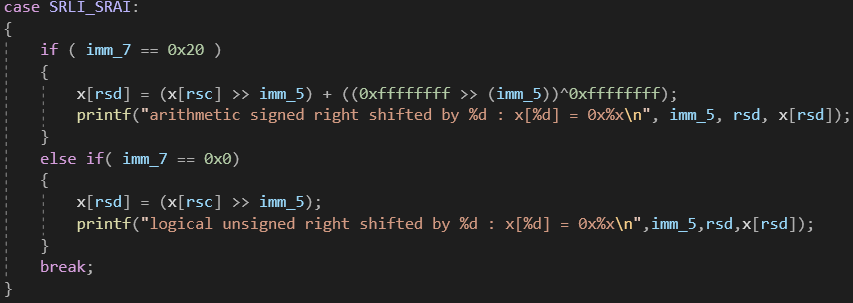 case SRLI_SRAI:
{
if ( imm_7 == 0x20 )
{
x[rsd] = (x[rsc] >> imm_5) + ((0xffffffff >> (imm_5))^0xffffffff);
printf("arithmetic signed right shifted by %d : x[%d] = 0x%x\n", imm_5, rsd, x[rsd]);
}
else if( imm_7 == 0x0)
{
x[rsd] = (x[rsc] >> imm_5);
printf("logical unsigned right shifted by %d : x[%d] = 0x%x\n",imm_5,rsd,x[rsd]);
}
break;
}